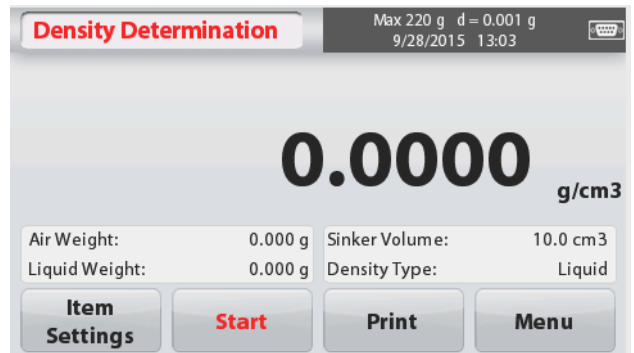 Density Determination
Max 220 g d = 0.001 g
9/28/2015 13:03
0.0000
g/cm3
Air Weight: 0.000 g
Liquid Weight: 0.000 g
Sinker Volume: 10.0 cm3
Density Type: Liquid
Item
Settings
Start
Print
Menu